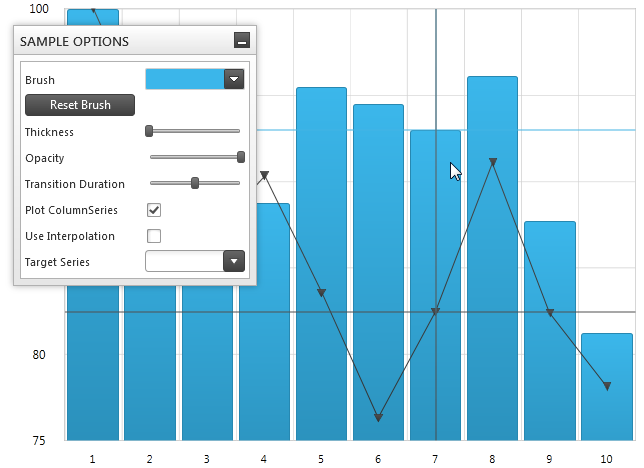 100
SAMPLE OPTIONS
Brush
Reset Brush
Thickness
Opacity
Transition Duration
Plot ColumnSeries
Use Interpolation
Target Series
80
75
1 2 3 4 5 6 7 8 9 10